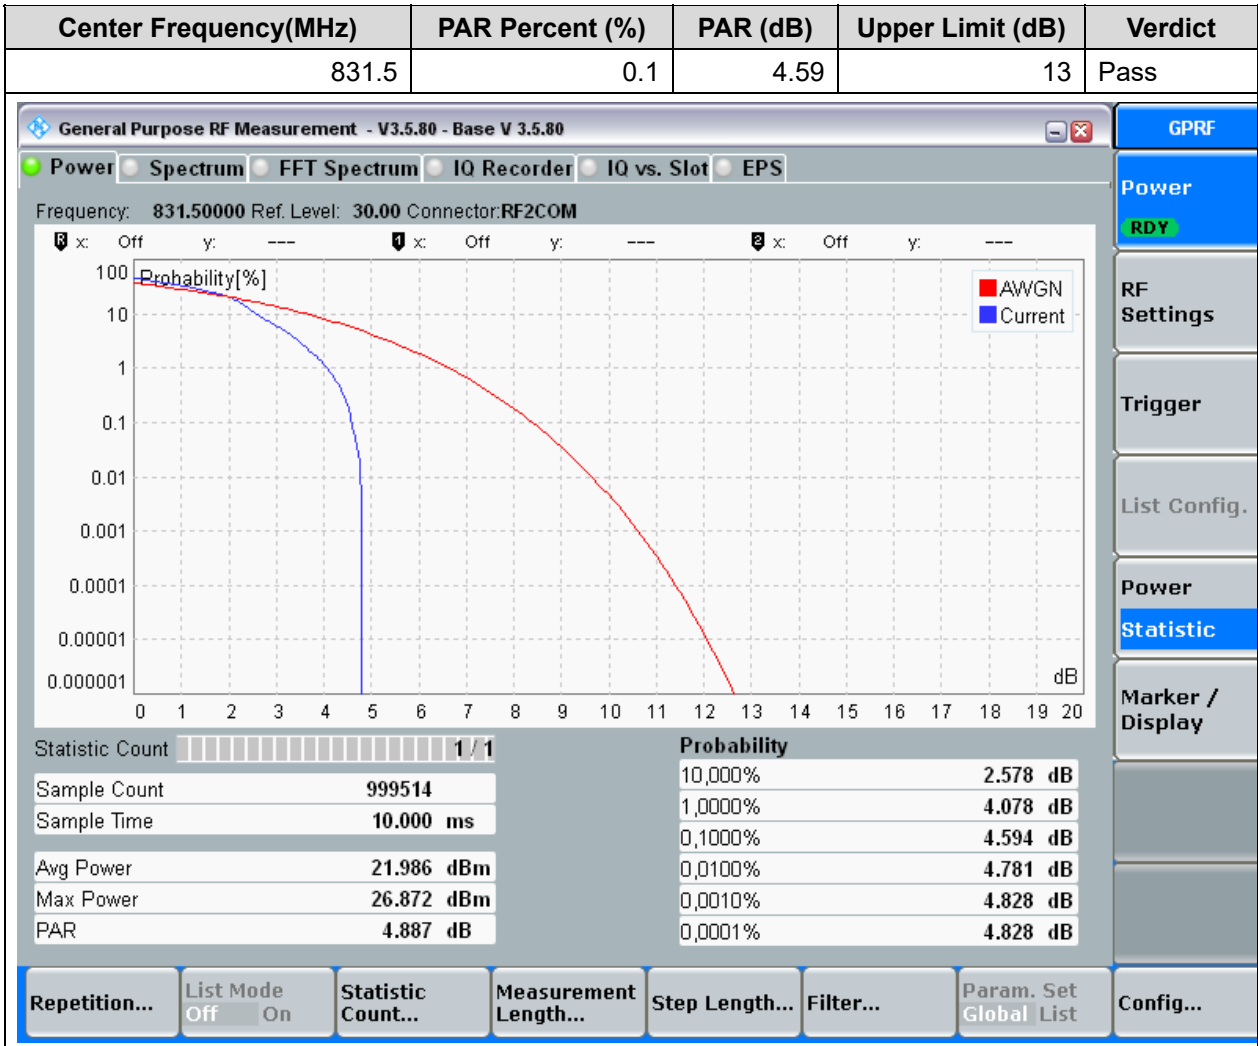 Center Frequency(MHz) PAR Percent (%) PAR (dB) Upper Limit (dB) Verdict
831.5 0.1 4.59 13 Pass
General Purpose RF Measurement - V3.5.80 - Base V 3.5.80
GPRF
Power Spectrum FFT Spectrum IQ Recorder IQ vs. Slot EPS
Power
RDY
Frequency: 831.50000 Ref. Level: 30.00 Connector:RF2COM
R x: Off y: --- 1 x: Off y: --- 2 x: Off y: ---
100 Probability[%]
AWGN
Current
RF
Settings
10
1
Trigger
0.1
0.01
List Config.
0.001
0.0001
Power
Statistic
0.00001
0.000001
dB
0 1 2 3 4 5 6 7 8 9 10 11 12 13 14 15 16 17 18 19 20
Marker /
Display
Statistic Count 1 / 1
Probability
Sample Count 999514
Sample Time 10.000 ms
Avg Power 21.986 dBm
Max Power 26.872 dBm
PAR 4.887 dB
10,000% 2.578 dB
1,0000% 4.078 dB
0,1000% 4.594 dB
0,0100% 4.781 dB
0,0010% 4.828 dB
0,0001% 4.828 dB
Repetition...
List Mode
Off On
Statistic
Count...
Measurement
Length...
Step Length...
Filter...
Param. Set
Global List
Config...